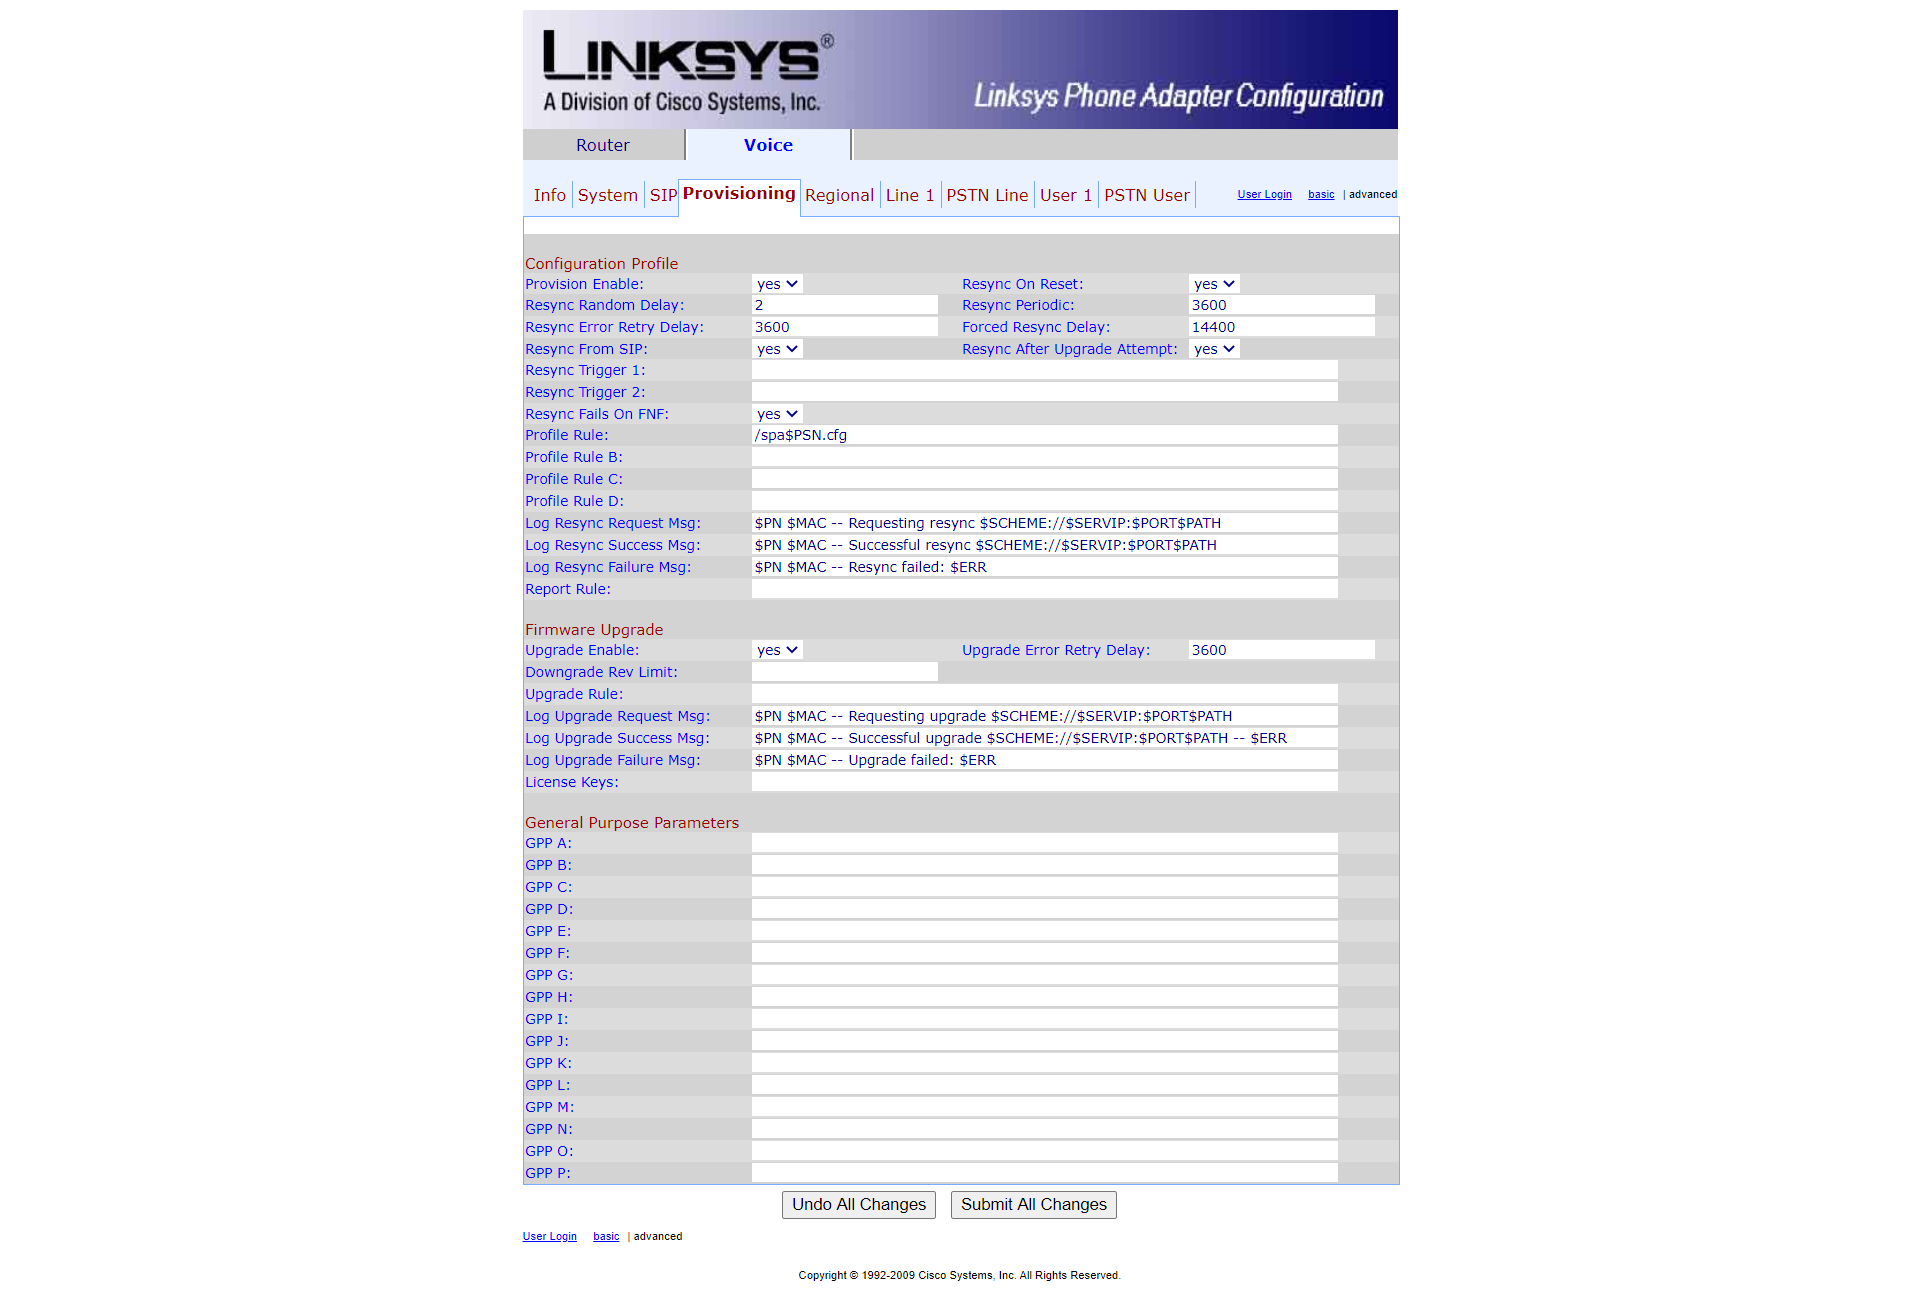 LINKSYS®
A Division of Cisco Systems, Inc.
Linksys Phone Adapter Configuration
Router Voice
Info System SIP Provisioning Regional Line 1 PSTN Line User 1 PSTN User User Login basic | advanced
Configuration Profile
Provision Enable: yes Resync On Reset: yes
Resync Random Delay: 2 Resync Periodic: 3600
Resync Error Retry Delay: 3600 Forced Resync Delay: 14400
Resync From SIP: yes Resync After Upgrade Attempt: yes
Resync Trigger 1:
Resync Trigger 2:
Resync Fails On FNF: yes
Profile Rule: /spa$PSN.cfg
Profile Rule B:
Profile Rule C:
Profile Rule D:
Log Resync Request Msg: $PN $MAC -- Requesting resync $SCHEME://$SERVIP:$PORT$PATH
Log Resync Success Msg: $PN $MAC -- Successful resync $SCHEME://$SERVIP:$PORT$PATH
Log Resync Failure Msg: $PN $MAC -- Resync failed: $ERR
Report Rule:
Firmware Upgrade
Upgrade Enable: yes Upgrade Error Retry Delay: 3600
Downgrade Rev Limit:
Upgrade Rule:
Log Upgrade Request Msg: $PN $MAC -- Requesting upgrade $SCHEME://$SERVIP:$PORT$PATH
Log Upgrade Success Msg: $PN $MAC -- Successful upgrade $SCHEME://$SERVIP:$PORT$PATH -- $ERR
Log Upgrade Failure Msg: $PN $MAC -- Upgrade failed: $ERR
License Keys:
General Purpose Parameters
GPP A:
GPP B:
GPP C:
GPP D:
GPP E:
GPP F:
GPP G:
GPP H:
GPP I:
GPP J:
GPP K:
GPP L:
GPP M:
GPP N:
GPP O:
GPP P:
Undo All Changes Submit All Changes
User Login basic | advanced
Copyright © 1992-2009 Cisco Systems, Inc. All Rights Reserved.